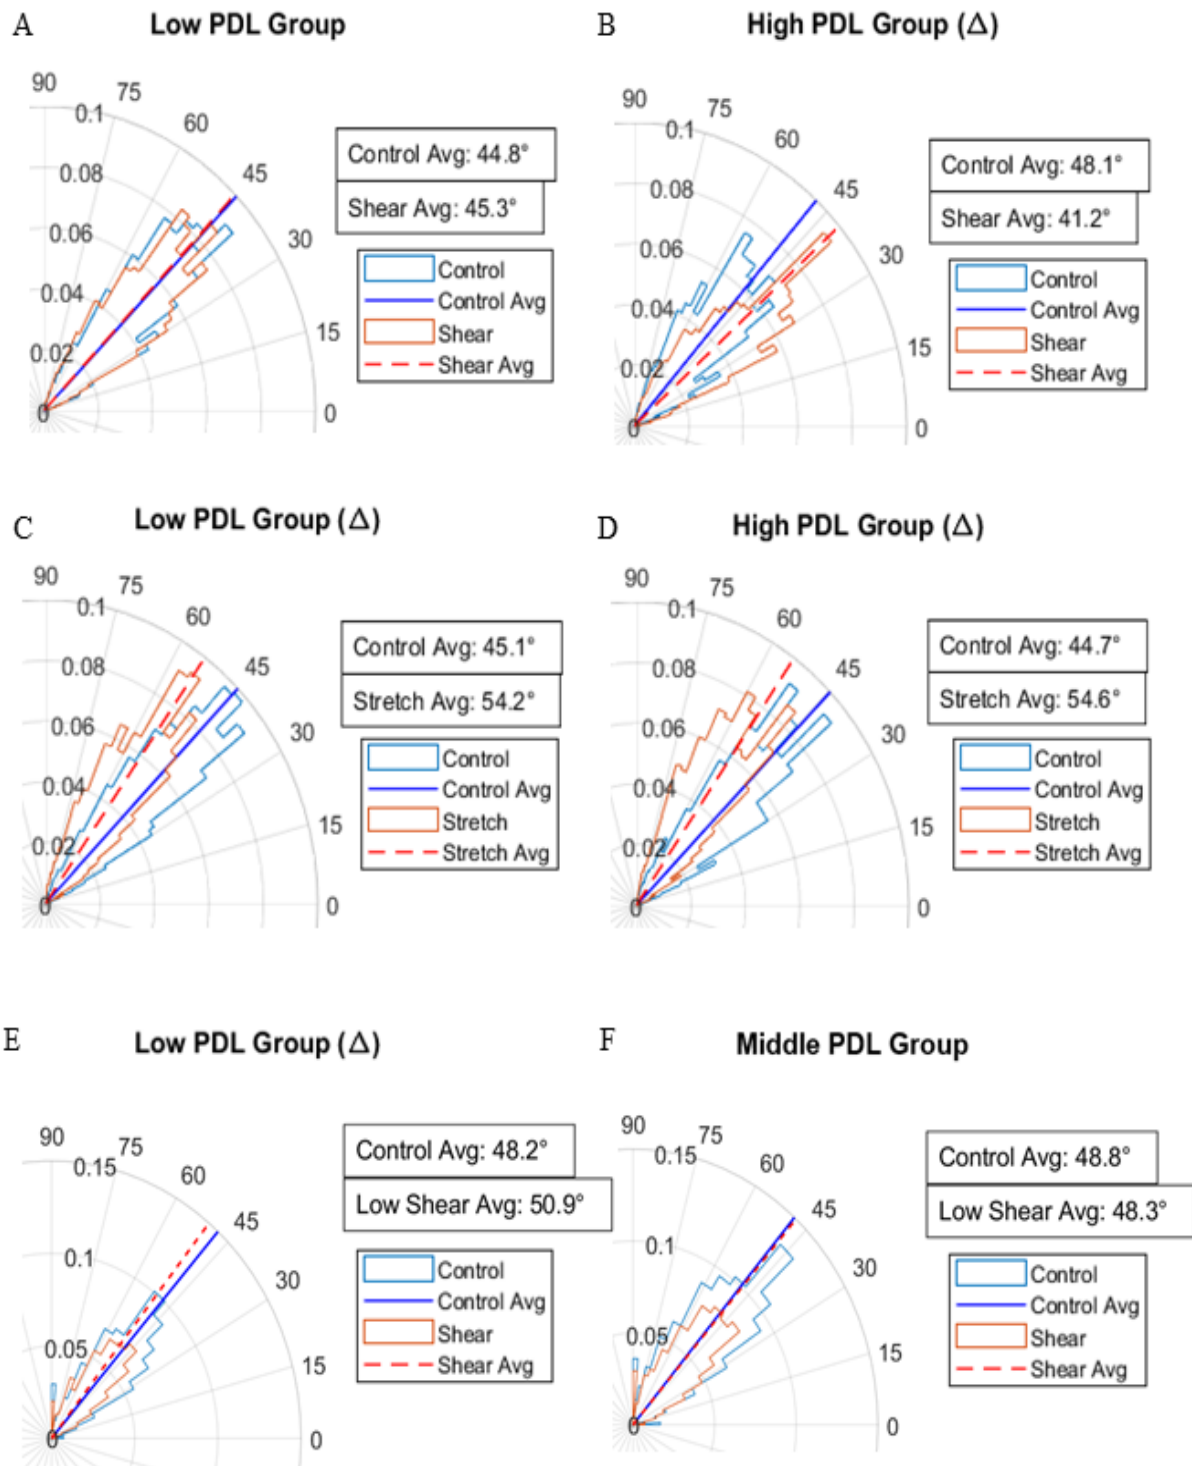 A
Low PDL Group
90
75
60
45
30
15
0
0.1
0.08
0.06
0.04
0.02
0
Control Avg: 44.8°
Shear Avg: 45.3°
Control
Control Avg
Shear
Shear Avg
B
High PDL Group (Δ)
90
75
60
45
30
15
0
0.1
0.08
0.06
0.04
0.02
0
Control Avg: 48.1°
Shear Avg: 41.2°
Control
Control Avg
Shear
Shear Avg
C
Low PDL Group (Δ)
90
75
60
45
30
15
0
0.1
0.08
0.06
0.04
0.02
0
Control Avg: 45.1°
Stretch Avg: 54.2°
Control
Control Avg
Stretch
Stretch Avg
D
High PDL Group (Δ)
90
75
60
45
30
15
0
0.1
0.08
0.06
0.04
0.02
0
Control Avg: 44.7°
Stretch Avg: 54.6°
Control
Control Avg
Stretch
Stretch Avg
E
Low PDL Group (Δ)
90
75
60
45
30
15
0
0.15
0.1
0.05
0
Control Avg: 48.2°
Low Shear Avg: 50.9°
Control
Control Avg
Shear
Shear Avg
F
Middle PDL Group
90
75
60
45
30
15
0
0.15
0.1
0.05
0
Control Avg: 48.8°
Low Shear Avg: 48.3°
Control
Control Avg
Shear
Shear Avg